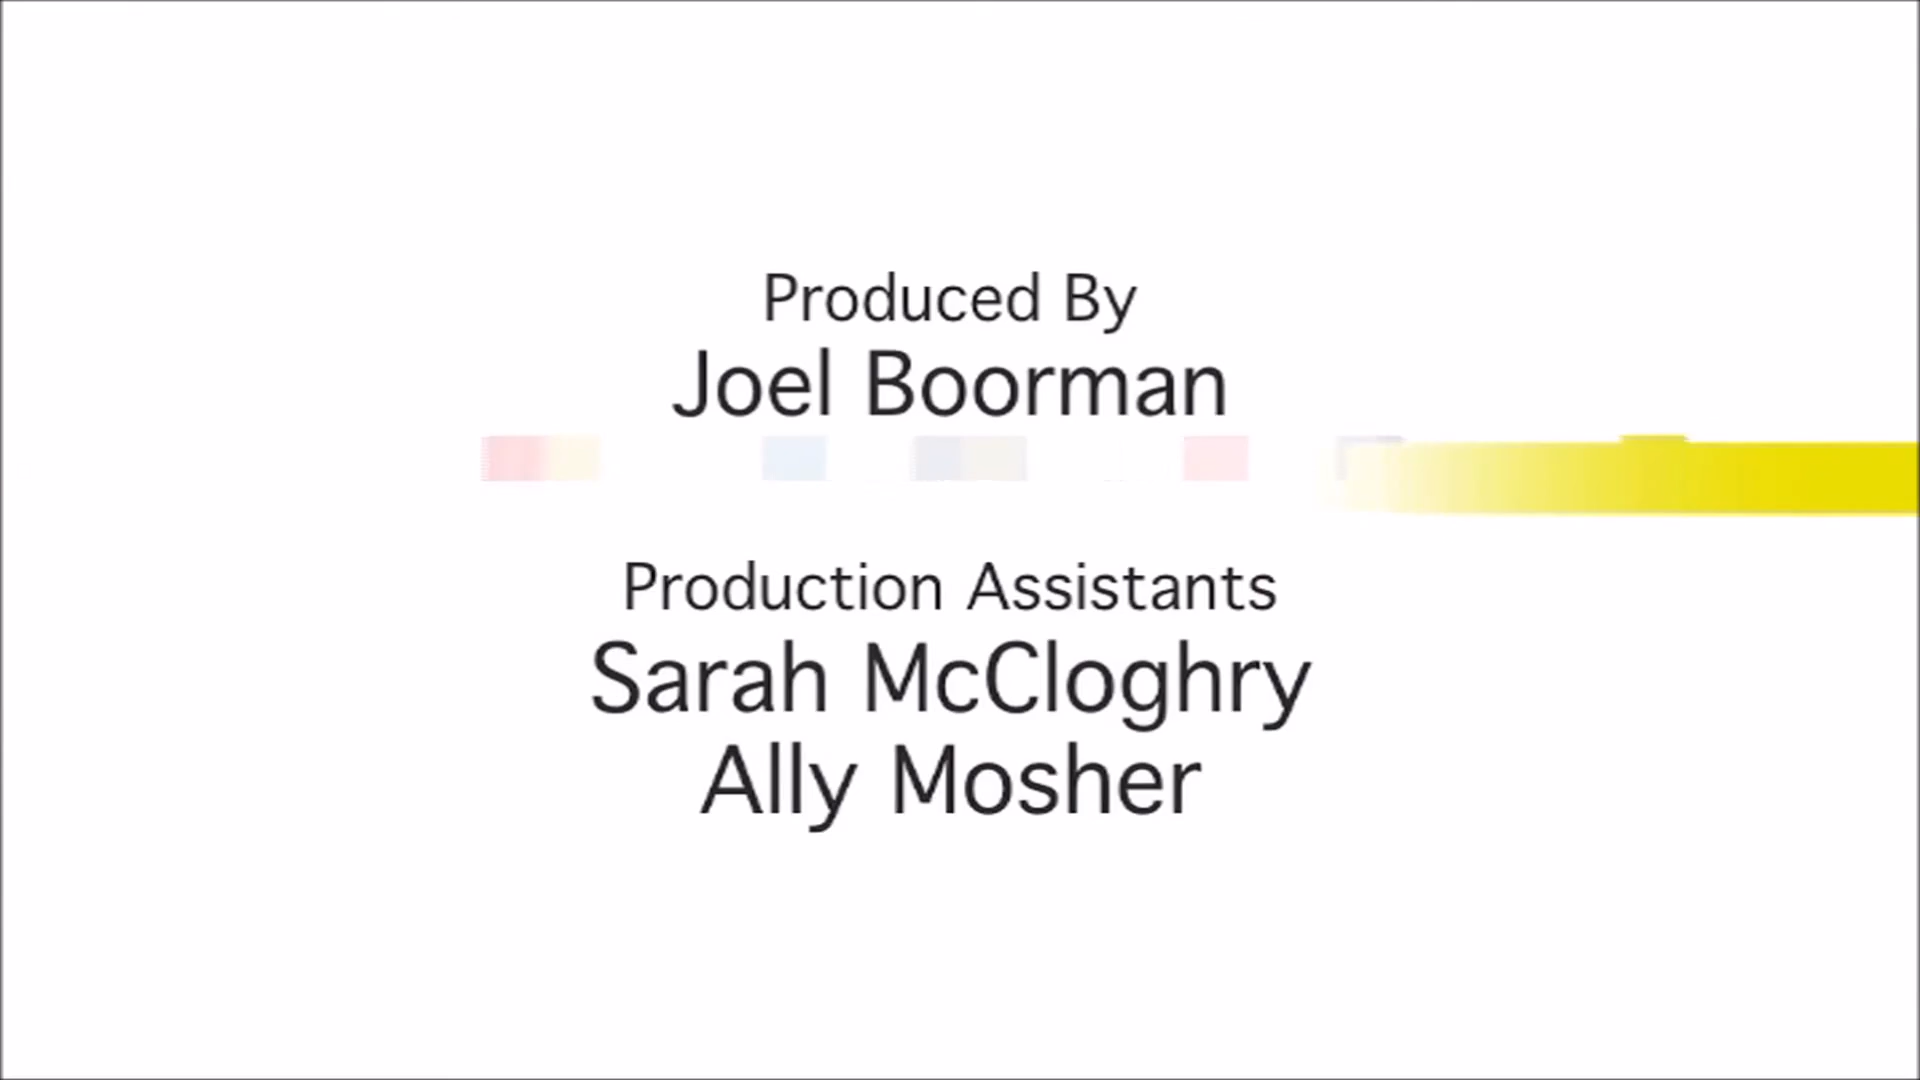 Produced By
Joel Boorman
Production Assistants
Sarah McCloghry
Ally Mosher